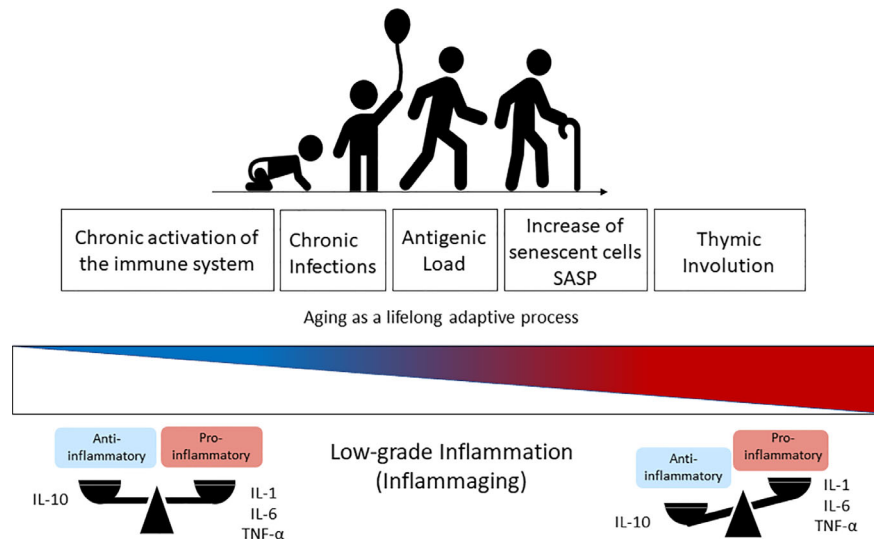 Chronic activation of
the immune system
Chronic
Infections
Antigenic
Load
Increase of
senescent cells
SASP
Thymic
Involution
Aging as a lifelong adaptive process
Anti-
inflammatory
Pro-
inflammatory
IL-10
IL-1
IL-6
TNF-α
Low-grade Inflammation
(Inflammaging)
Anti-
inflammatory
Pro-
inflammatory
IL-10
IL-1
IL-6
TNF-α